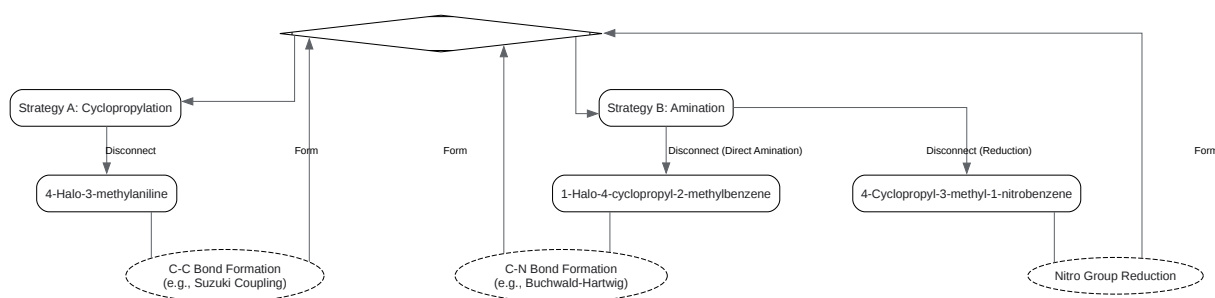 Strategy A: Cyclopropylation
Strategy B: Amination
Disconnect
Form
Form
Disconnect (Direct Amination)
Disconnect (Reduction)
Form
4-Halo-3-methylaniline
1-Halo-4-cyclopropyl-2-methylbenzene
4-Cyclopropyl-3-methyl-1-nitrobenzene
C-C Bond Formation
(e.g., Suzuki Coupling)
C-N Bond Formation
(e.g., Buchwald-Hartwig)
Nitro Group Reduction